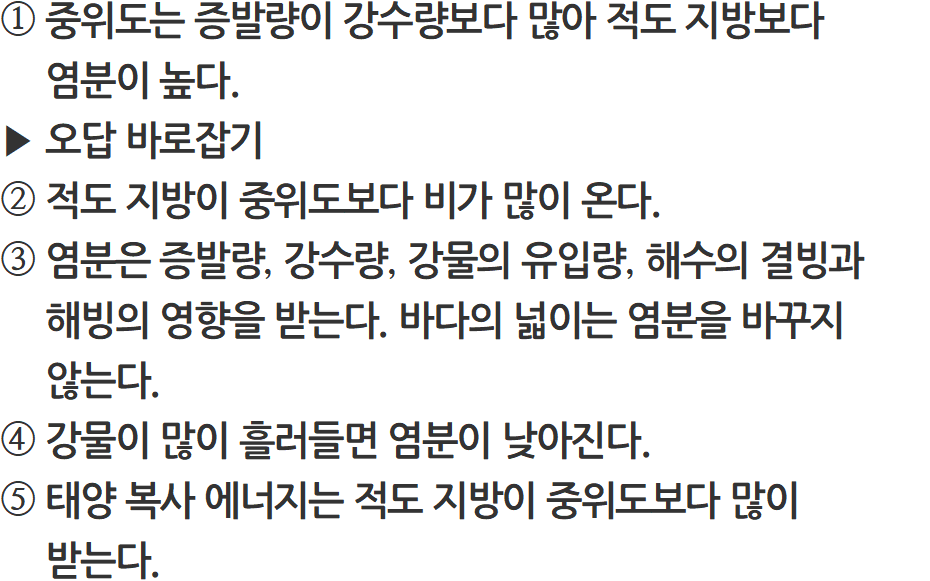 ① 중위도는 증발량이 강수량보다 많아 적도 지방보다
염분이 높다.
▶ 오답 바로잡기
② 적도 지방이 중위도보다 비가 많이 온다.
③ 염분은 증발량, 강수량, 강물의 유입량, 해수의 결빙과
해빙의 영향을 받는다. 바다의 넓이는 염분을 바꾸지
않는다.
④ 강물이 많이 흘러들면 염분이 낮아진다.
⑤ 태양 복사 에너지는 적도 지방이 중위도보다 많이
받는다.